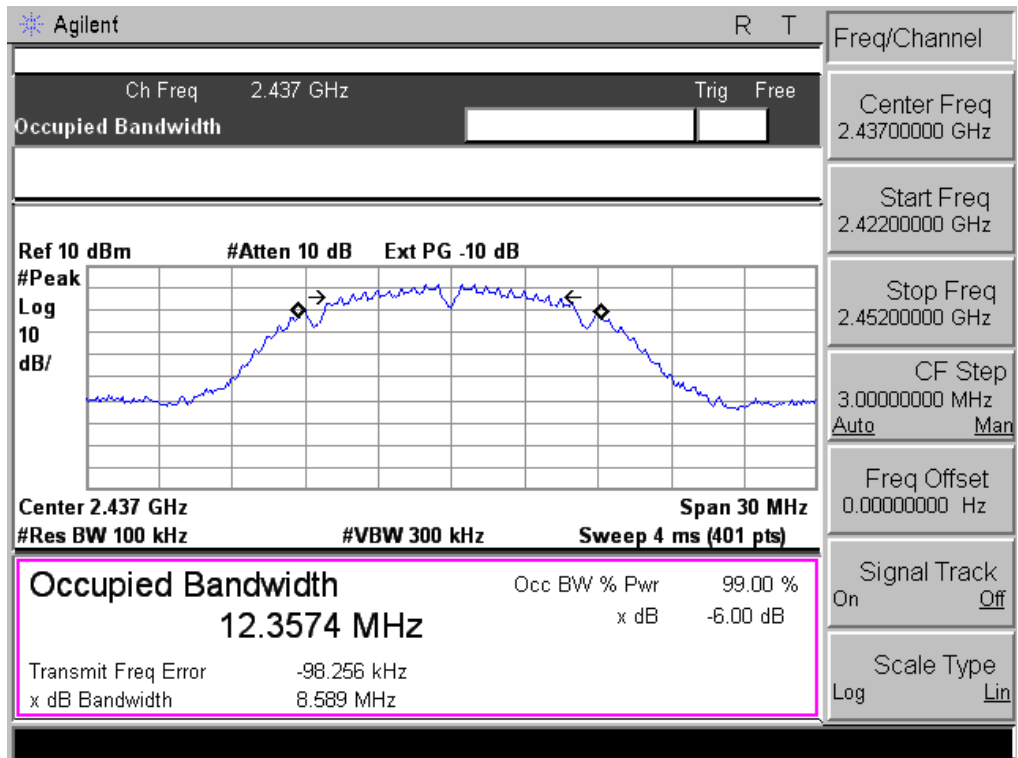 Agilent R T
Ch Freq 2.437 GHz Trig Free
Occupied Bandwidth
Ref 10 dBm #Atten 10 dB Ext PG -10 dB
#Peak
Log
10
dB/
Center 2.437 GHz Span 30 MHz
#Res BW 100 kHz #VBW 300 kHz Sweep 4 ms (401 pts)
Occupied Bandwidth
12.3574 MHz
Occ BW % Pwr 99.00 %
x dB -6.00 dB
Transmit Freq Error -98.256 kHz
x dB Bandwidth 8.589 MHz
Freq/Channel
Center Freq
2.43700000 GHz
Start Freq
2.42200000 GHz
Stop Freq
2.45200000 GHz
CF Step
3.00000000 MHz
Auto Man
Freq Offset
0.00000000 Hz
Signal Track
On Off
Scale Type
Log Lin